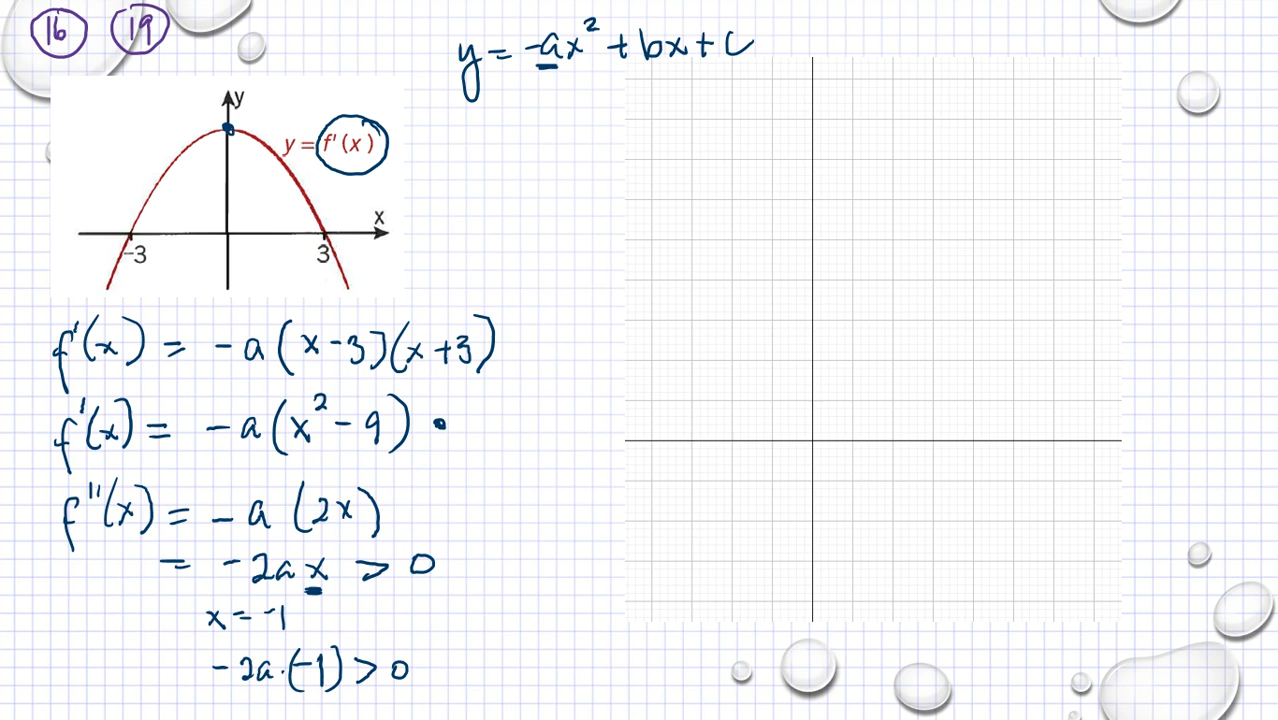 16 19
y = -ax² + bx + c
y
y = f'(x)
x
-3 3
f'(x) = -a(x-3)(x+3)
f'(x) = -a(x²-9) •
f''(x) = -a (2x)
= -2ax > 0
x = -1
-2a·(-1) > 0